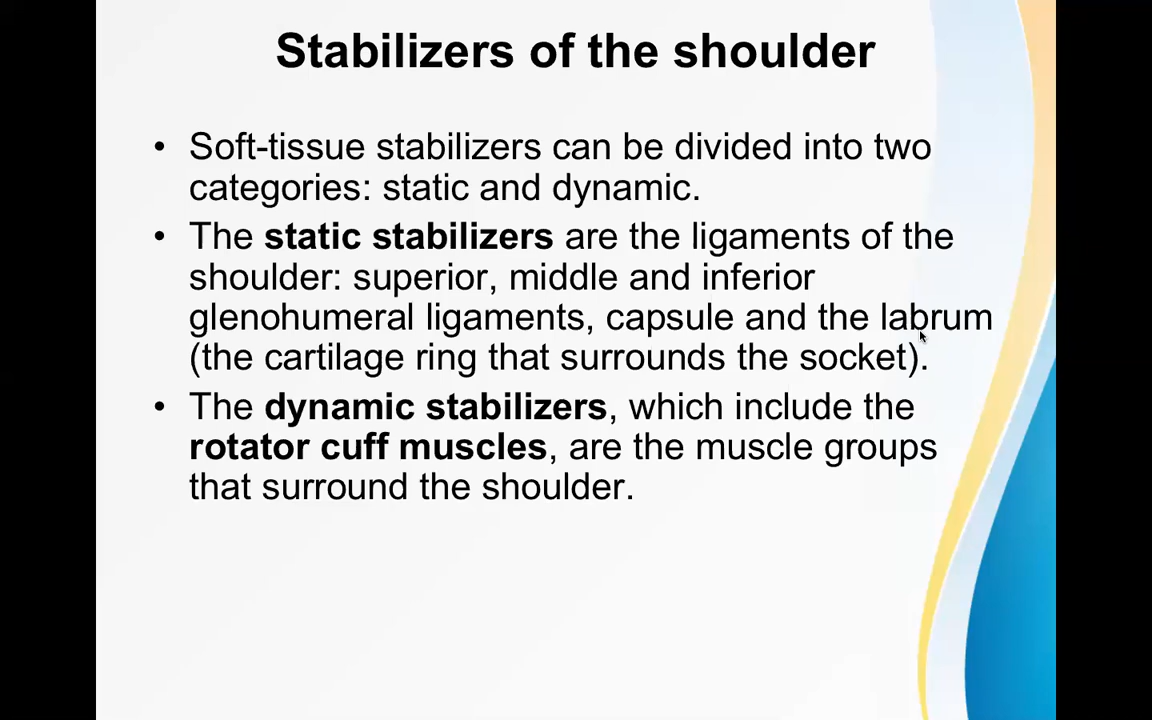 Stabilizers of the shoulder
• Soft-tissue stabilizers can be divided into two
categories: static and dynamic.
• The static stabilizers are the ligaments of the
shoulder: superior, middle and inferior
glenohumeral ligaments, capsule and the labrum
(the cartilage ring that surrounds the socket).
• The dynamic stabilizers, which include the
rotator cuff muscles, are the muscle groups
that surround the shoulder.